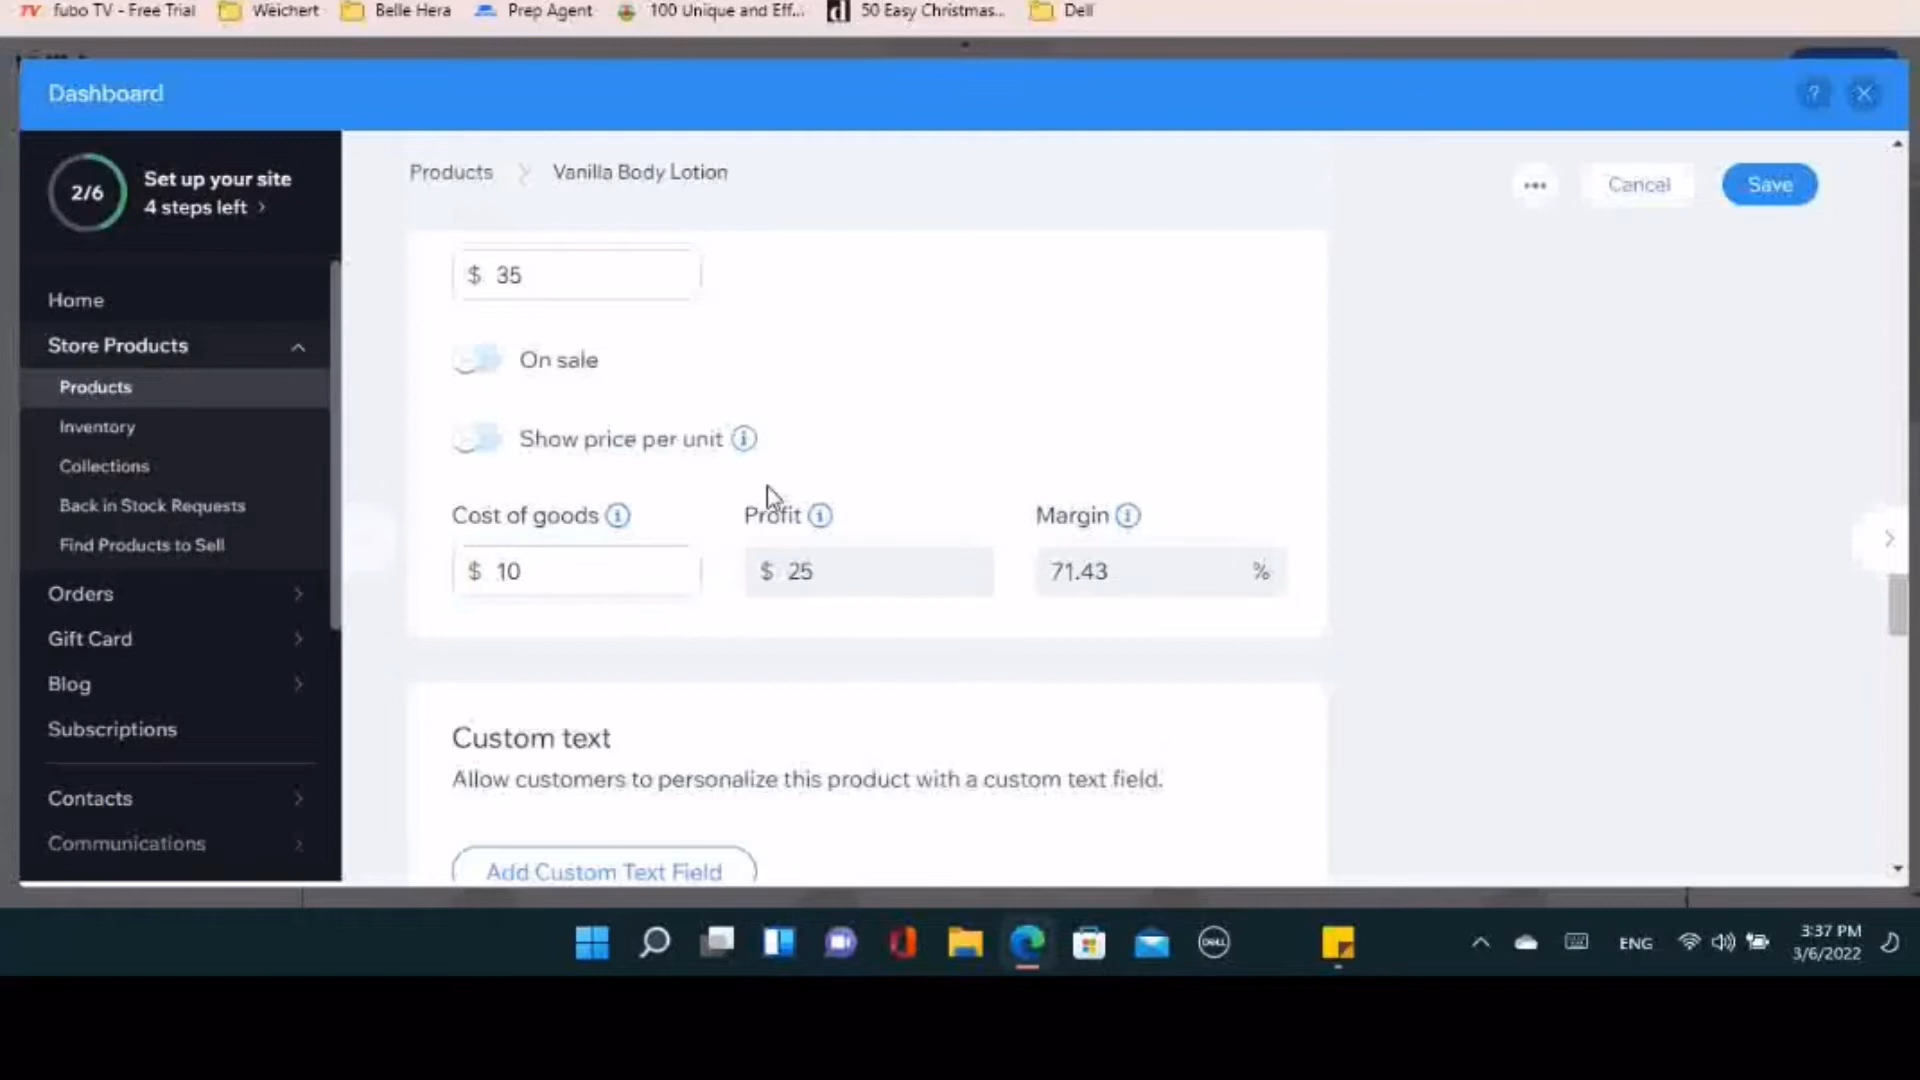 fubo TV - Free Trial Weichert Belle Hera Prep Agent 100 Unique and Eff... 50 Easy Christmas... Dell
Dashboard ?
2/6 Set up your site
4 steps left
Home
Store Products
Products
Inventory
Collections
Back in Stock Requests
Find Products to Sell
Orders
Gift Card
Blog
Subscriptions
Contacts
Communications
Products Vanilla Body Lotion
Cancel Save
$ 35
On sale
Show price per unit
Cost of goods Profit Margin
$ 10 $ 25 71.43 %
Custom text
Allow customers to personalize this product with a custom text field.
Add Custom Text Field
DELL ENG 3:37 PM
3/6/2022